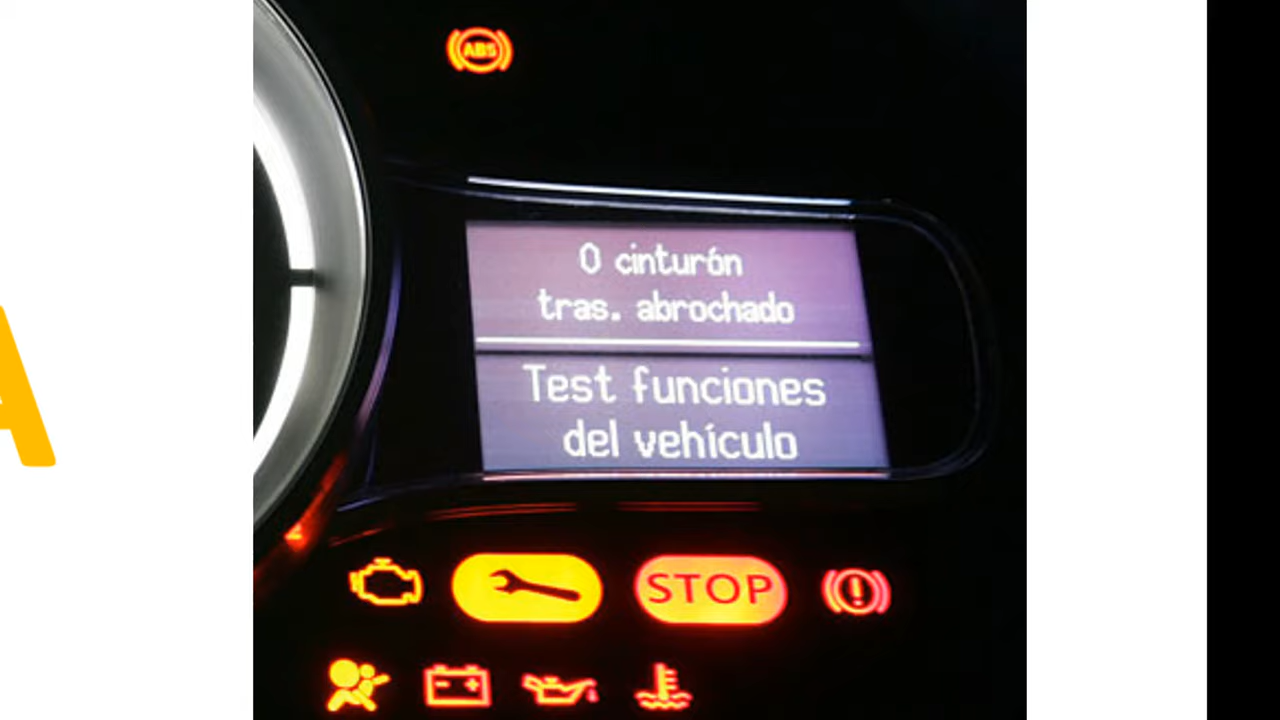 ABS
0 cinturón
tras. abrochado
Test funciones
del vehículo
STOP
A